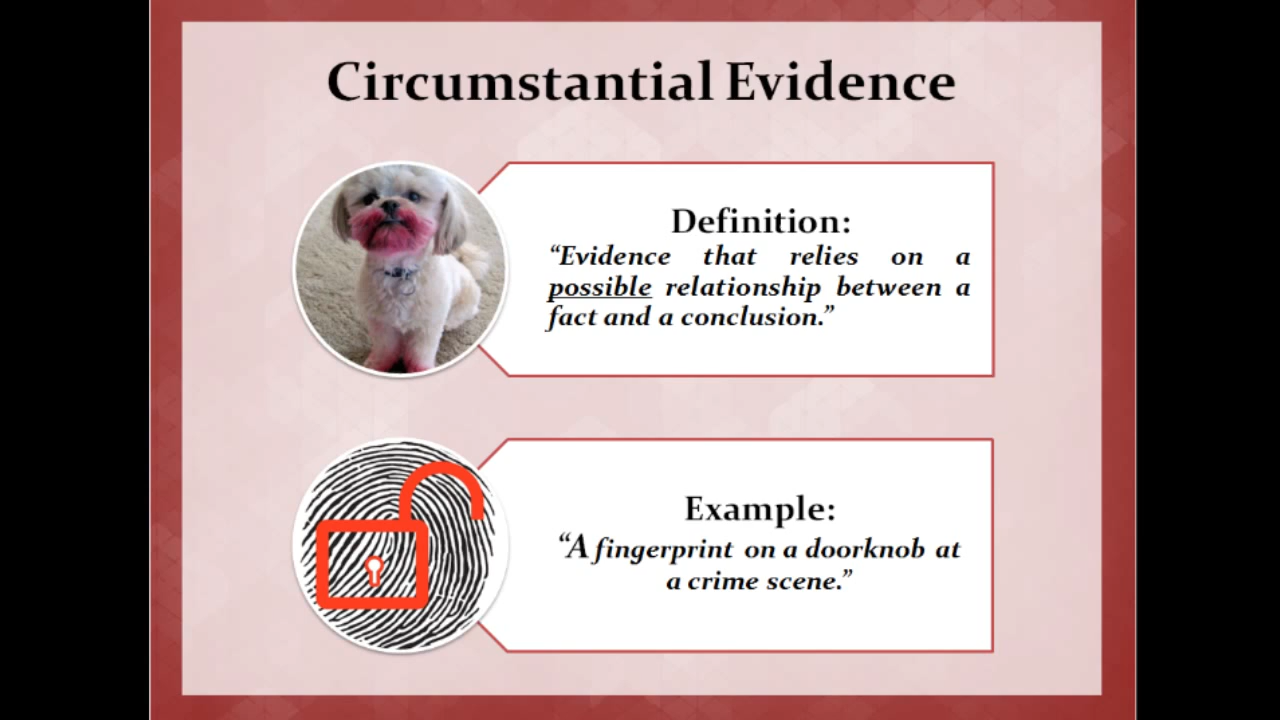 Circumstantial Evidence
Definition:
“Evidence that relies on a
possible relationship between a
fact and a conclusion.”
Example:
“A fingerprint on a doorknob at
a crime scene.”